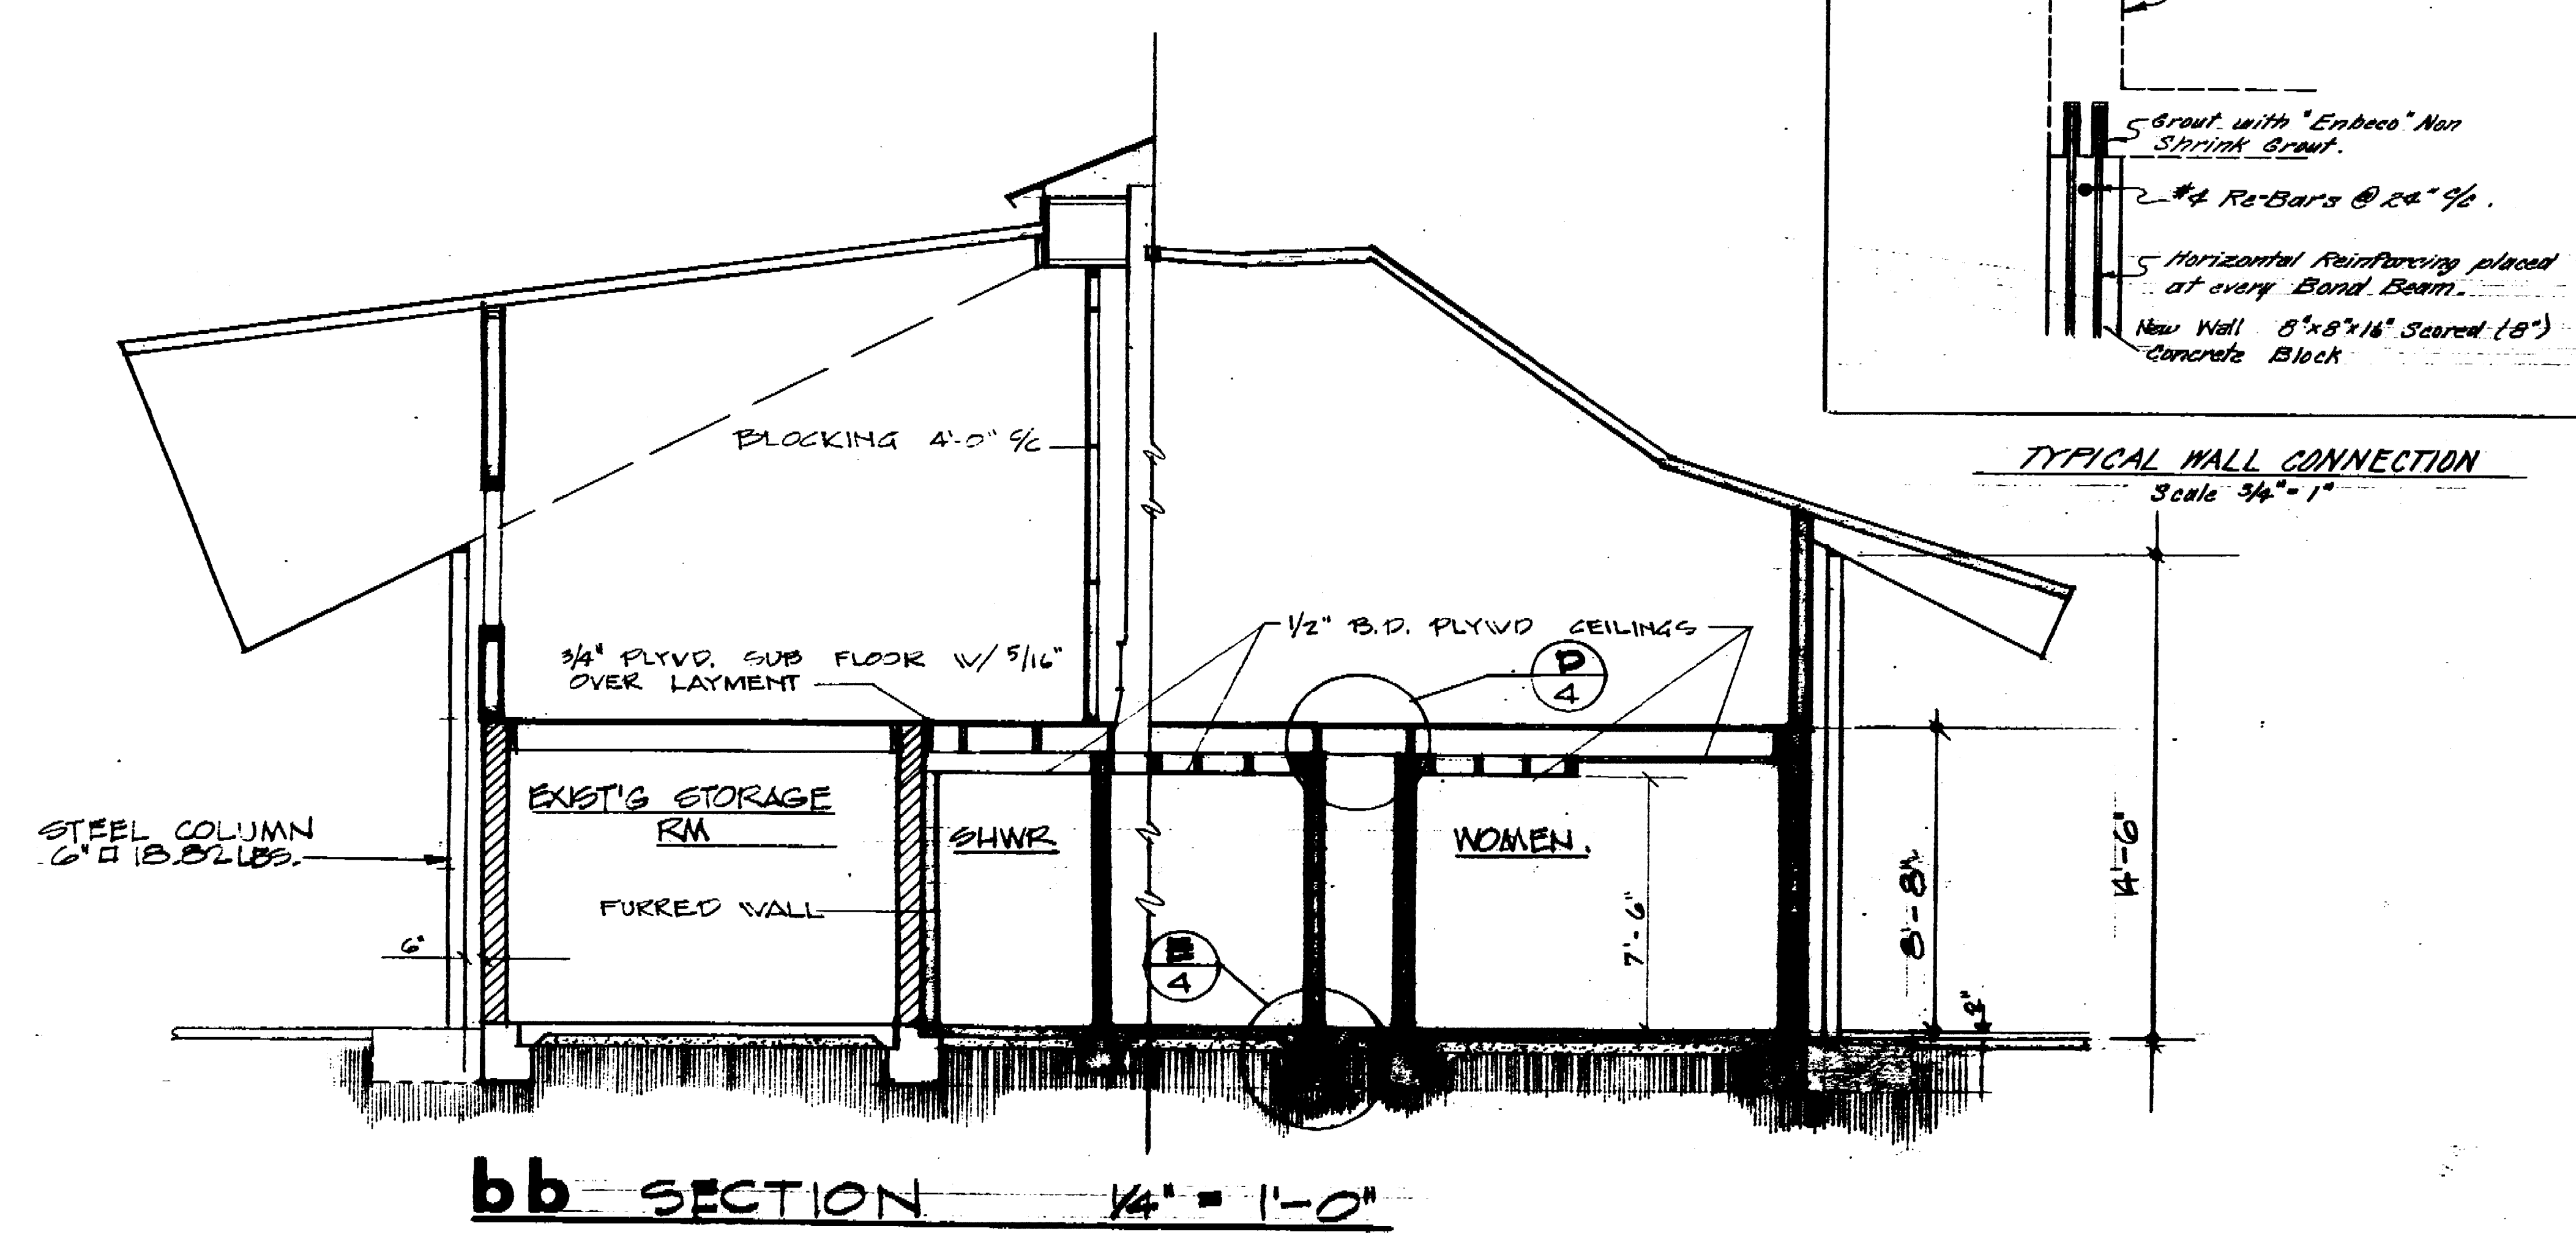 Grout with "Enbeco" Non
Shrink Grout.
#4 Re-Bars @ 24" c/c.
Horizontal Reinforcing placed
at every Bond Beam.
New Wall 8"x8"x16" Scored (8")
Concrete Block
TYPICAL WALL CONNECTION
Scale 3/4" = 1"
BLOCKING 4'-0" c/c
1/2" B.D. PLYWD CEILINGS
3/4" PLYWD. SUB FLOOR W/ 5/16"
OVER LAYMENT
D
4
EXIST'G STORAGE
RM
STEEL COLUMN
6" □ 18.82 LBS.
SHWR
WOMEN.
FURRED WALL
6"
E
4
7'-6"
8'-8"
14'-6"
bb SECTION 1/4" = 1'-0"